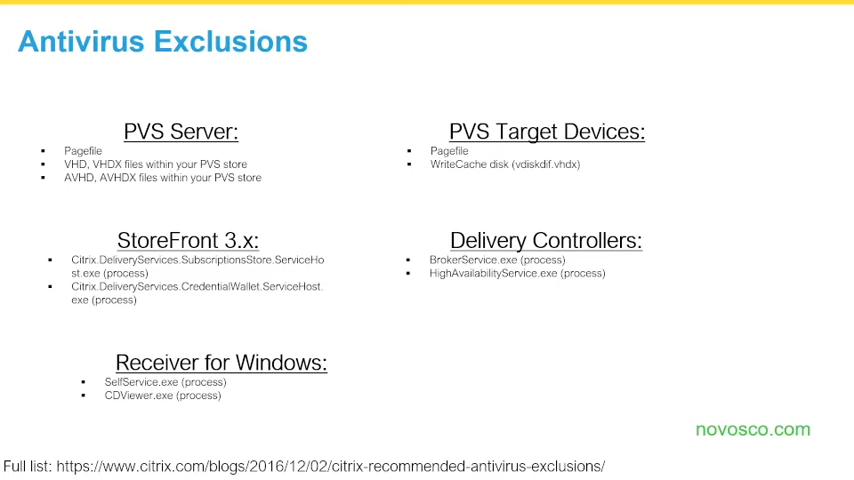 Antivirus Exclusions
PVS Server:
Pagefile
VHD, VHDX files within your PVS store
AVHD, AVHDX files within your PVS store
PVS Target Devices:
Pagefile
WriteCache disk (vdiskdif.vhdx)
StoreFront 3.x:
Citrix.DeliveryServices.SubscriptionsStore.ServiceHo
st.exe (process)
Citrix.DeliveryServices.CredentialWallet.ServiceHost.
exe (process)
Delivery Controllers:
BrokerService.exe (process)
HighAvailabilityService.exe (process)
Receiver for Windows:
SelfService.exe (process)
CDViewer.exe (process)
novosco.com
Full list: https://www.citrix.com/blogs/2016/12/02/citrix-recommended-antivirus-exclusions/